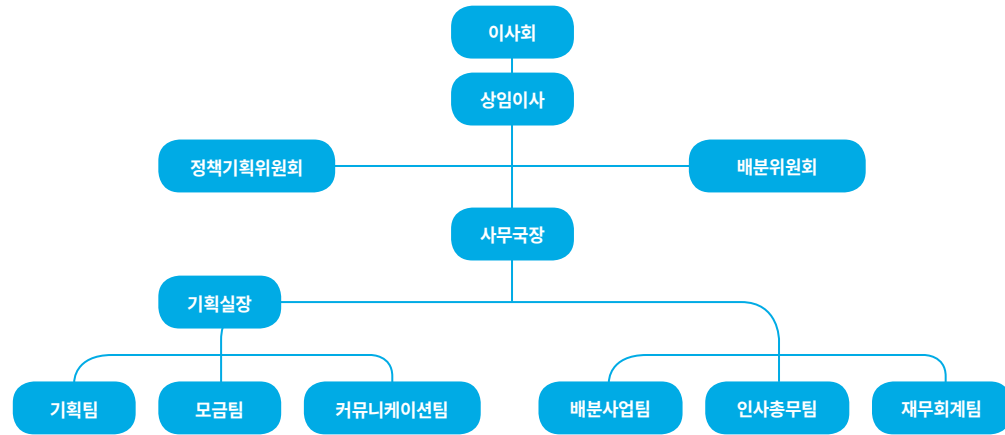 이사회
상임이사
정책기획위원회
배분위원회
사무국장
기획실장
기획팀
모금팀
커뮤니케이션팀
배분사업팀
인사총무팀
재무회계팀